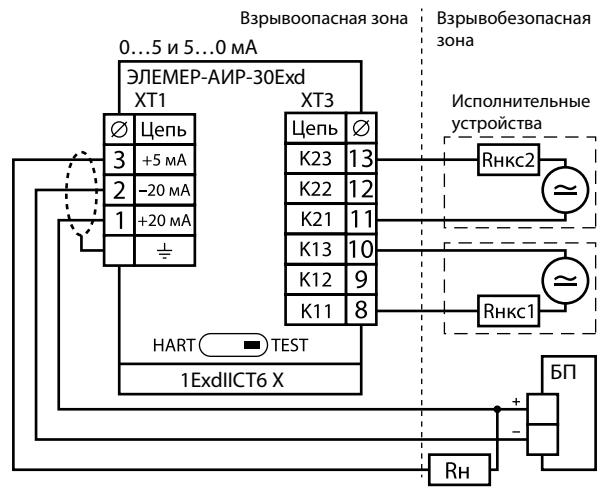 Взрывоопасная зона
Взрывобезопасная
зона
0…5 и 5…0 мА
ЭЛЕМЕР-АИР-30Exd
XT1
XT3
Исполнительные
устройства
∅ Цепь
3 +5 мА
2 –20 мА
1 +20 мА
Цепь ∅
K23 13
K22 12
K21 11
K13 10
K12 9
K11 8
Rнкс2
Rнкс1
HART TEST
1ExdIICT6 X
БП
+
–
Rн